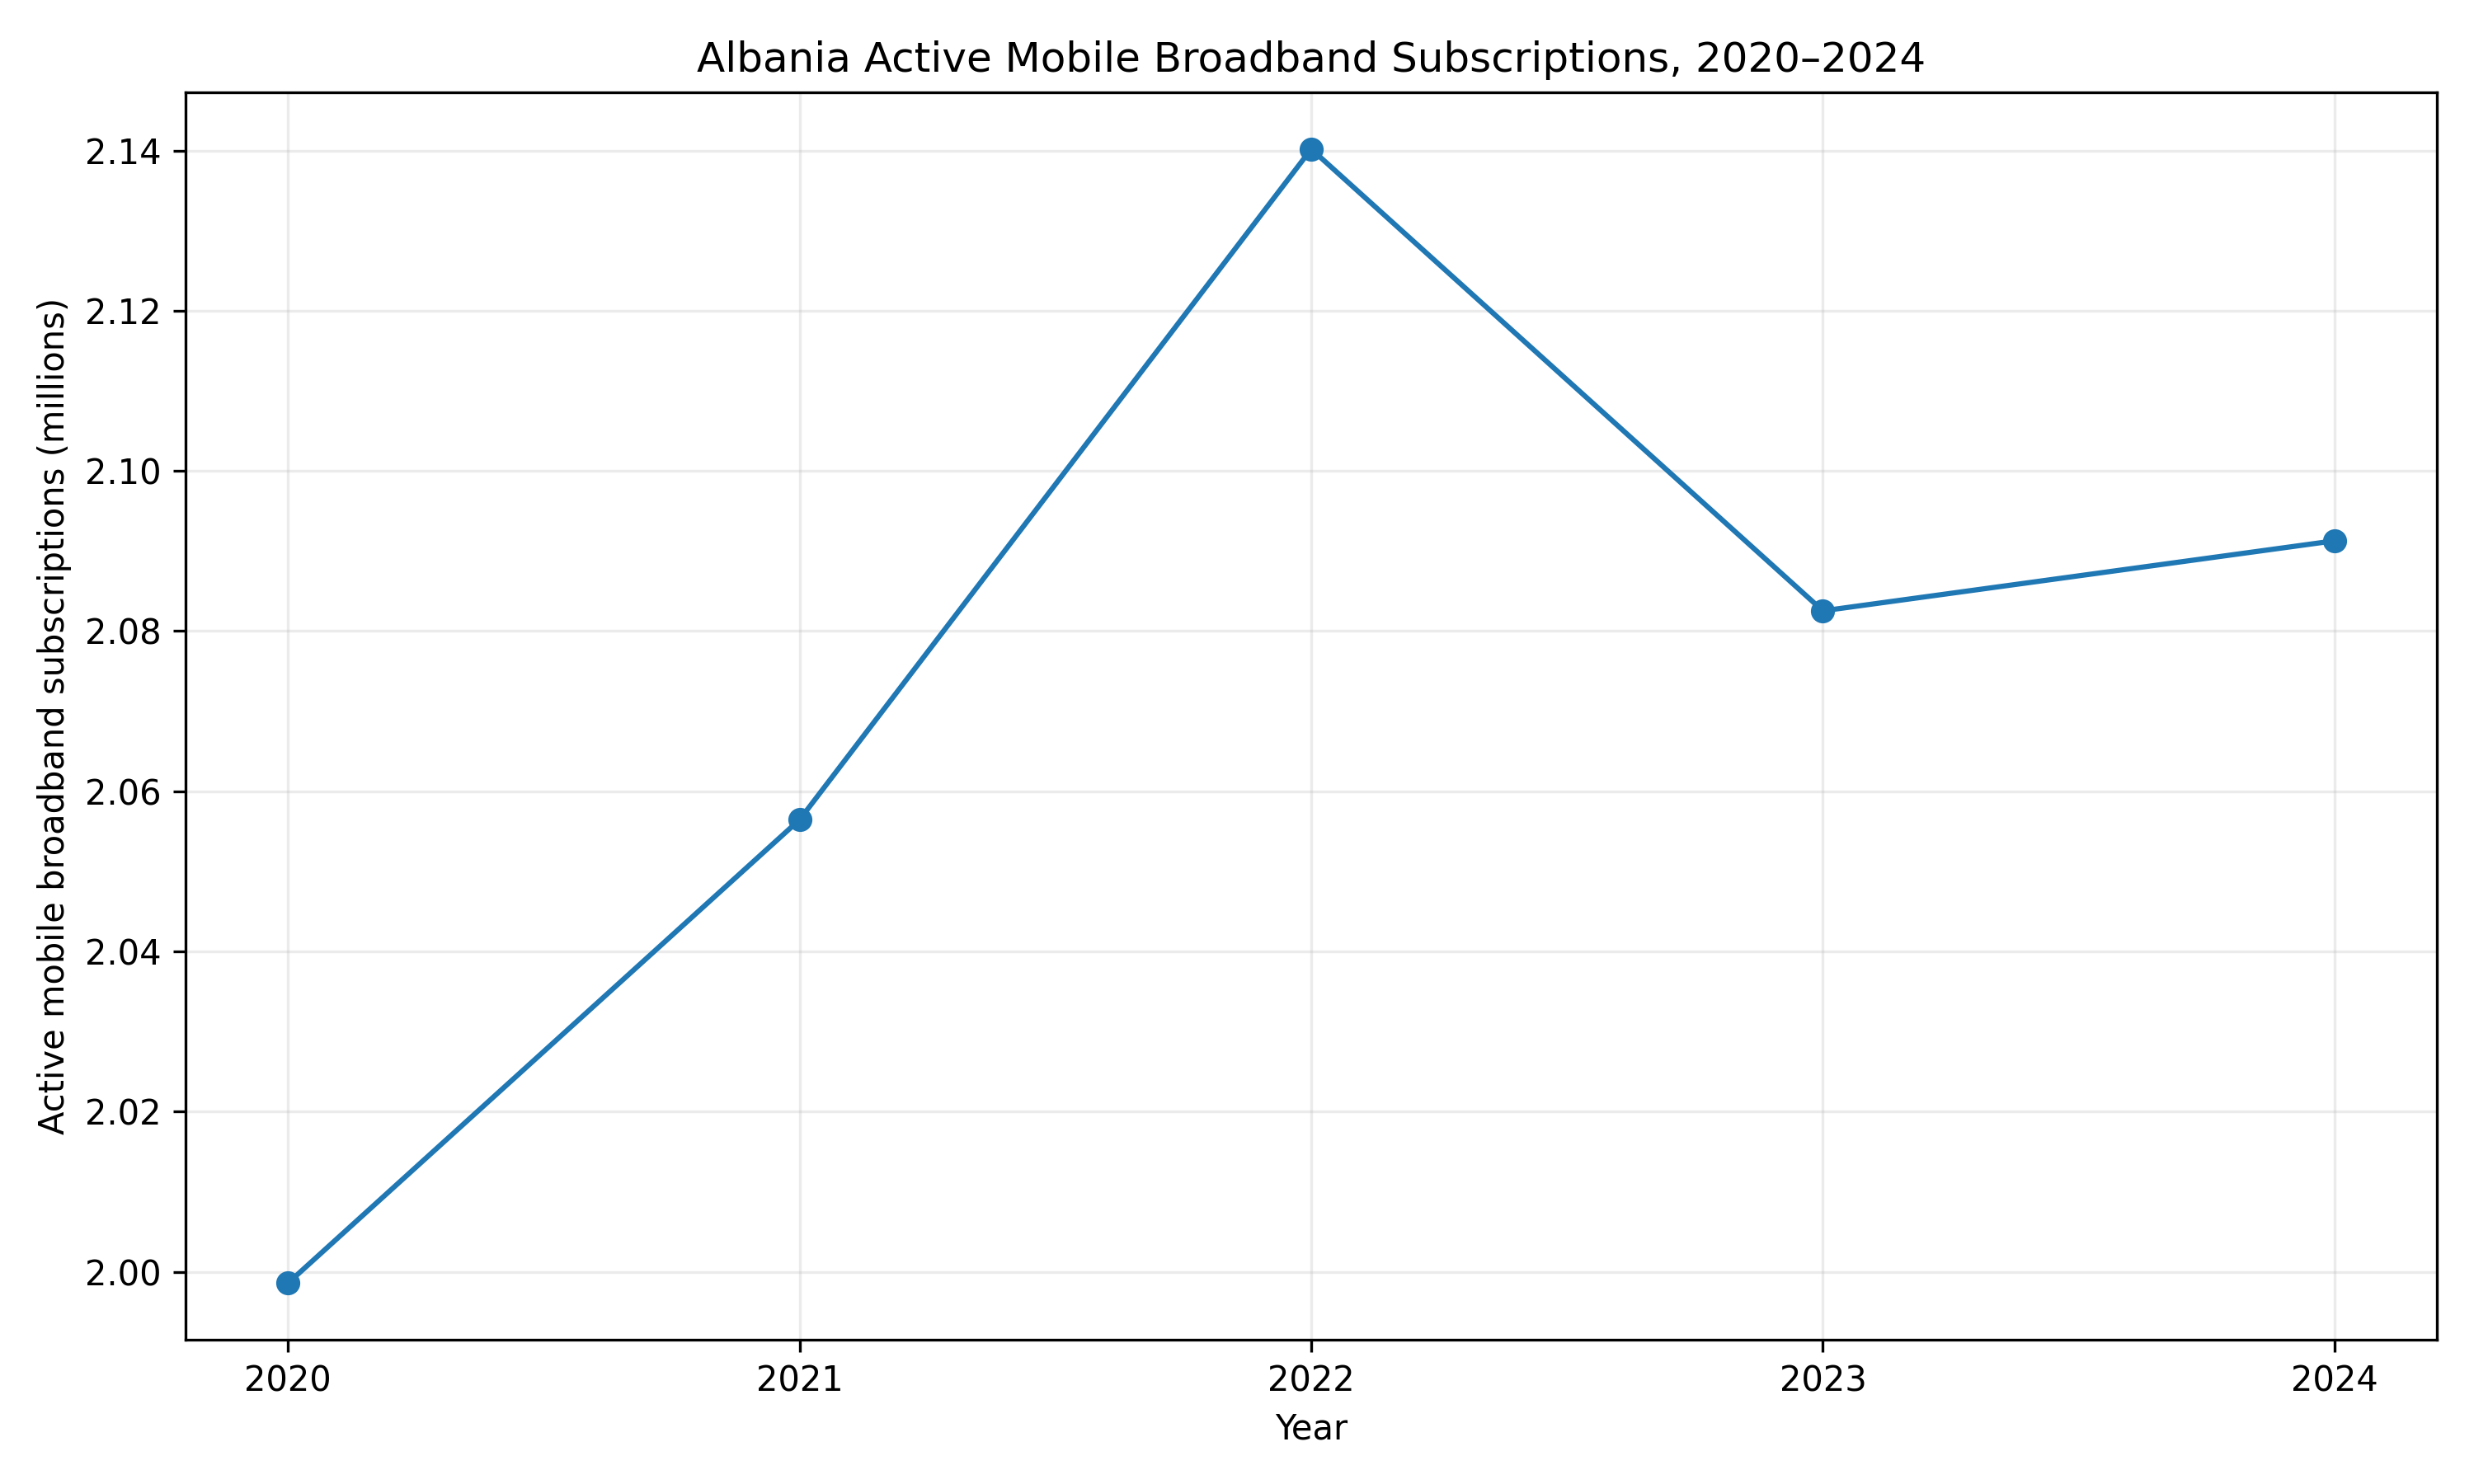 Albania Active Mobile Broadband Subscriptions, 2020–2024
Active mobile broadband subscriptions (millions)
2.14
2.12
2.10
2.08
2.06
2.04
2.02
2.00
2020 2021 2022 2023 2024
Year